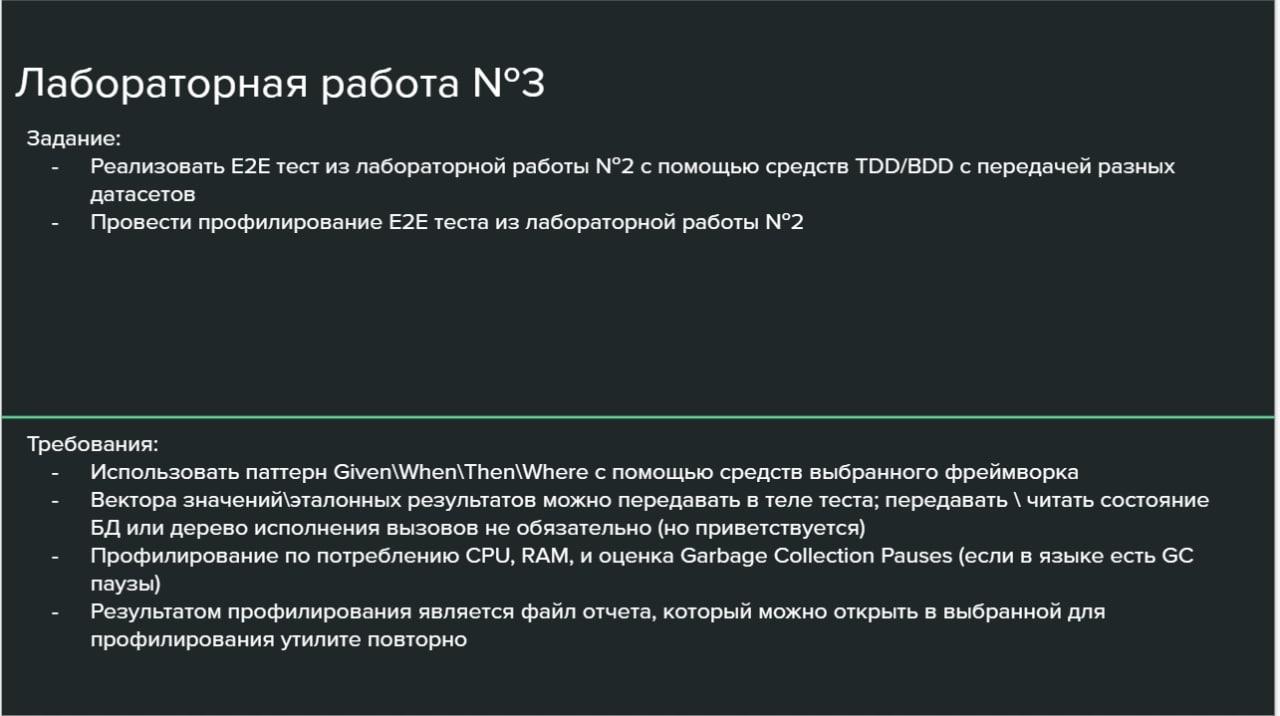 Лабораторная работа №3
Задание:
- Реализовать E2E тест из лабораторной работы №2 с помощью средств TDD/BDD с передачей разных
датасетов
- Провести профилирование E2E теста из лабораторной работы №2
Требования:
- Использовать паттерн Given\When\Then\Where с помощью средств выбранного фреймворка
- Вектора значений\эталонных результатов можно передавать в теле теста; передавать \ читать состояние
БД или дерево исполнения вызовов не обязательно (но приветствуется)
- Профилирование по потреблению CPU, RAM, и оценка Garbage Collection Pauses (если в языке есть GC
паузы)
- Результатом профилирования является файл отчета, который можно открыть в выбранной для
профилирования утилите повторно